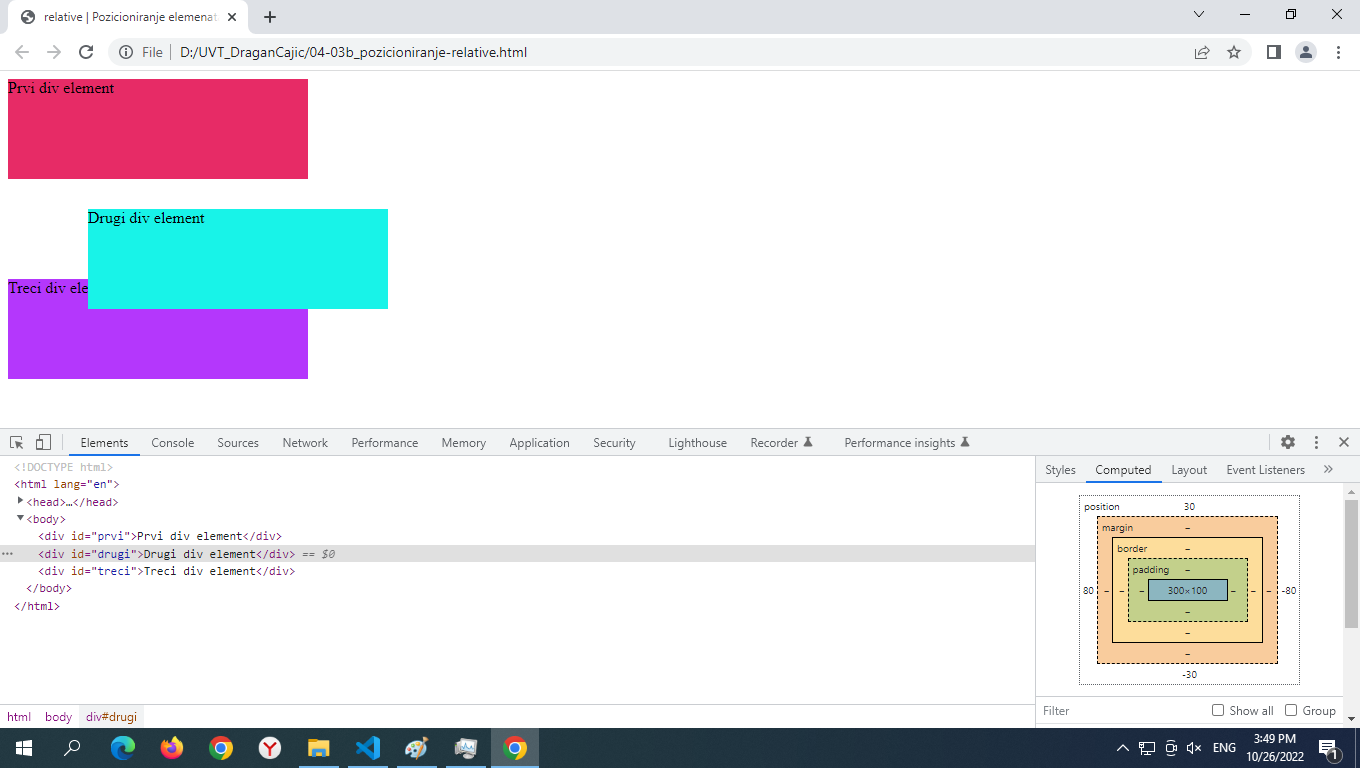 relative | Pozicioniranje elemenat
File
D:/UVT_DraganCajic/04-03b_pozicioniranje-relative.html
Prvi div element
Drugi div element
Treci div ele
Elements Console Sources Network Performance Memory Application Security Lighthouse Recorder Performance insights
<!DOCTYPE html>
<html lang="en">
<head>…</head>
<body>
<div id="prvi">Prvi div element</div>
<div id="drugi">Drugi div element</div> == $0
<div id="treci">Treci div element</div>
</body>
</html>
html body div#drugi
Styles Computed Layout Event Listeners »
position 30
margin –
border –
padding –
80 – – – 300×100 – – – -80
–
–
–
-30
Filter Show all Group
ENG
3:49 PM
10/26/2022
1